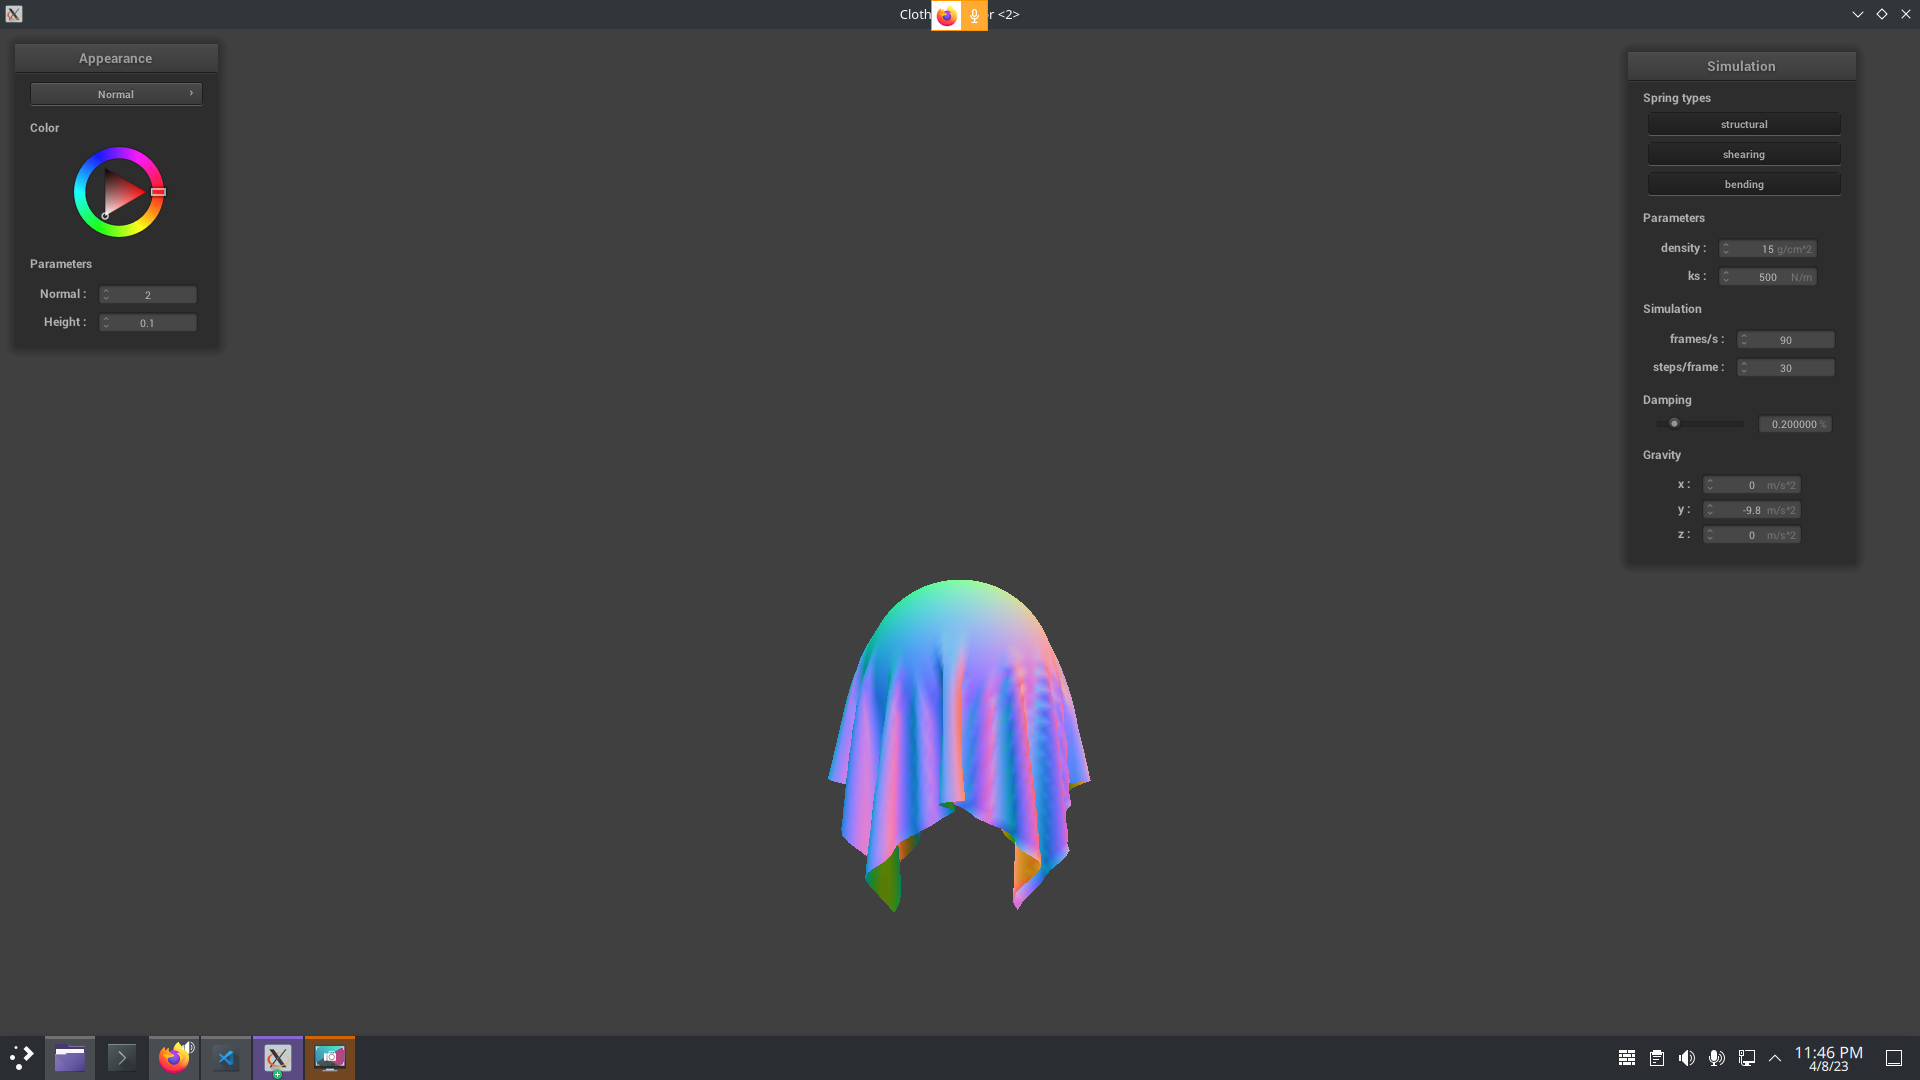 Cloth r <2>
Appearance
Normal
Color
Parameters
Normal : 2
Height : 0.1
Simulation
Spring types
structural
shearing
bending
Parameters
density : 15 g/cm^2
ks : 500 N/m
Simulation
frames/s : 90
steps/frame : 30
Damping
0.200000 %
Gravity
x : 0 m/s^2
y : -9.8 m/s^2
z : 0 m/s^2
11:46 PM
4/8/23